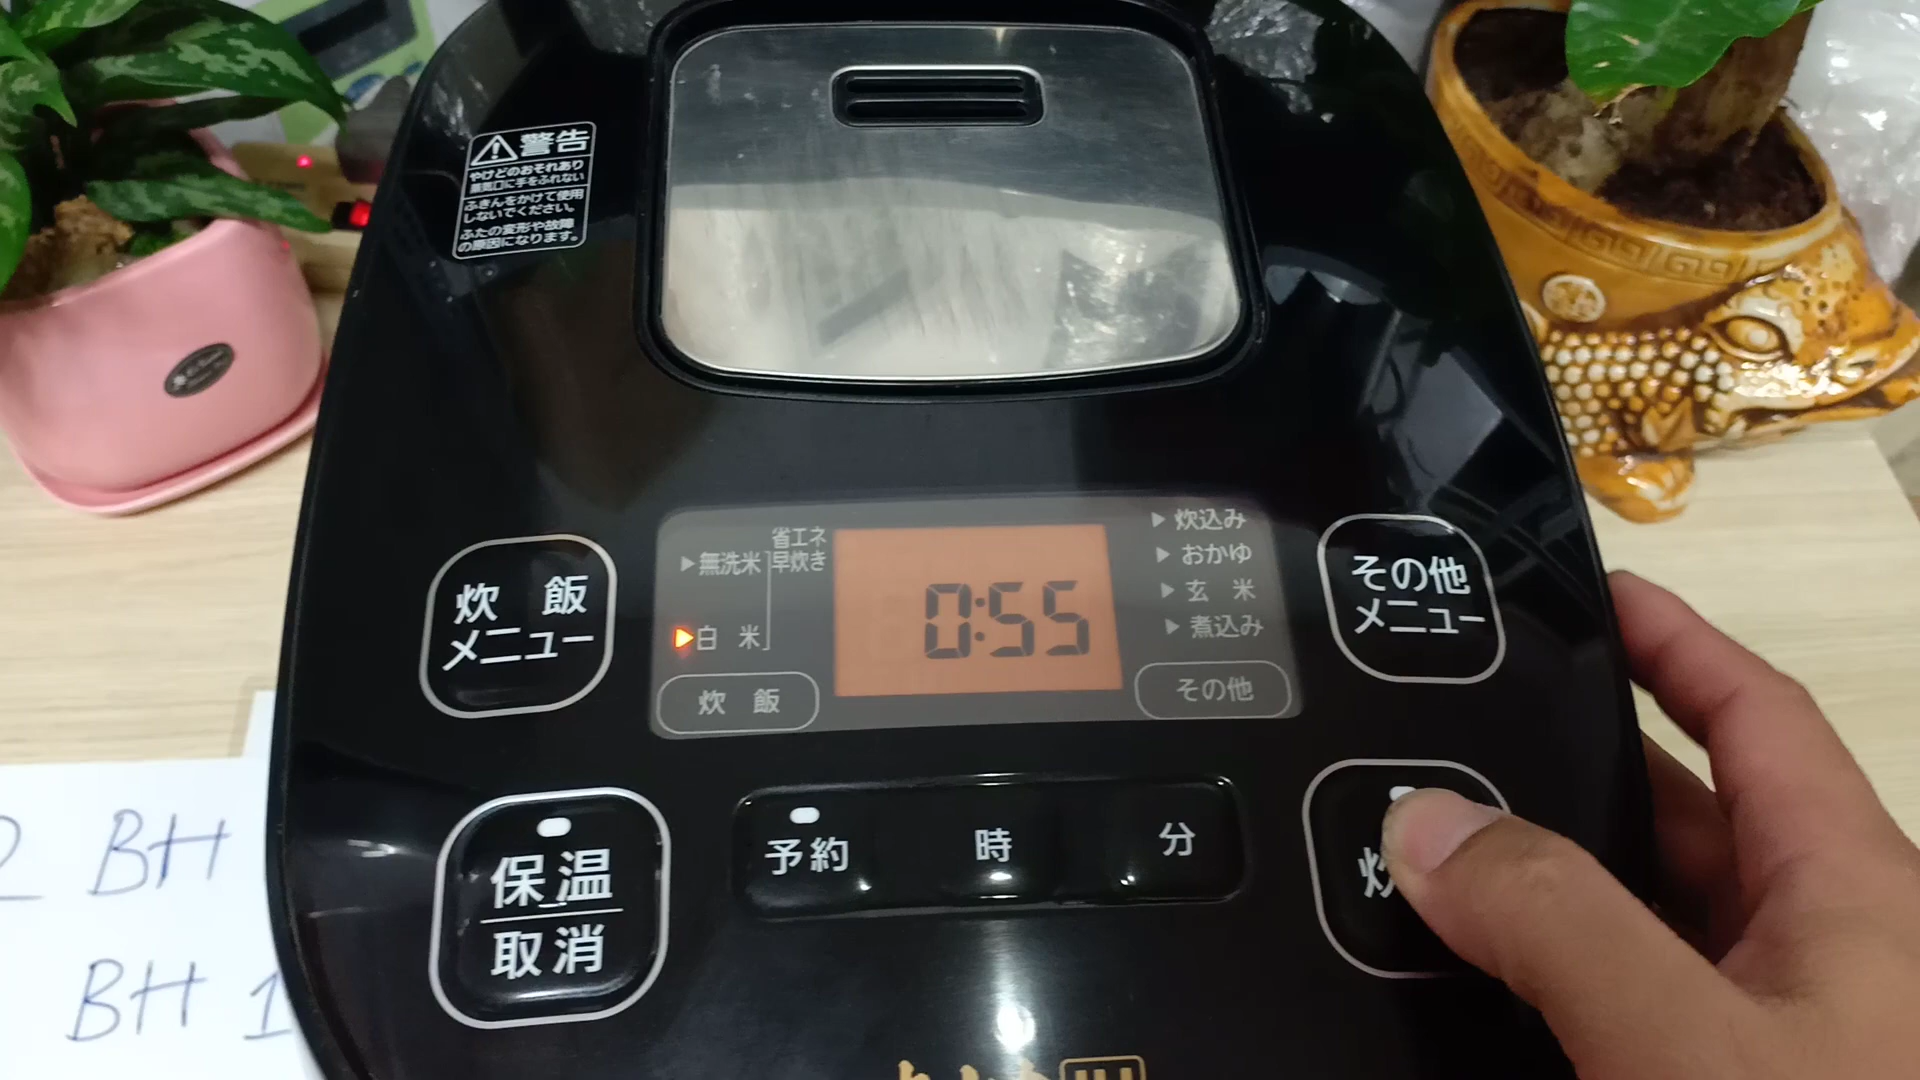 警告
やけどのおそれあり
蒸気口に手をふれない
ふきんをかけて使用
しないでください。
ふたの変形や故障
の原因になります。
炊飯
メニュー
省エネ
無洗米 早炊き
白米
炊飯
0:55
炊込み
おかゆ
玄米
煮込み
その他
その他
メニュー
保温
取消
予約 時 分
炊
2 BH
BH 1